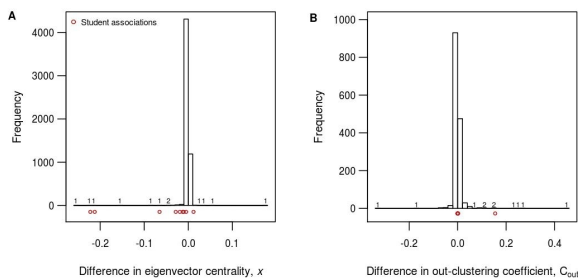 A
Student associations
Frequency
4000
3000
2000
1000
0
1 1 1 1 1 1 2 1 1 1 1
-0.2 -0.1 0.0 0.1
Difference in eigenvector centrality, x
B
Frequency
1000
800
600
400
200
0
1 1 1 2 2 1 1 1 1
-0.2 0.0 0.2 0.4
Difference in out-clustering coefficient, Cout